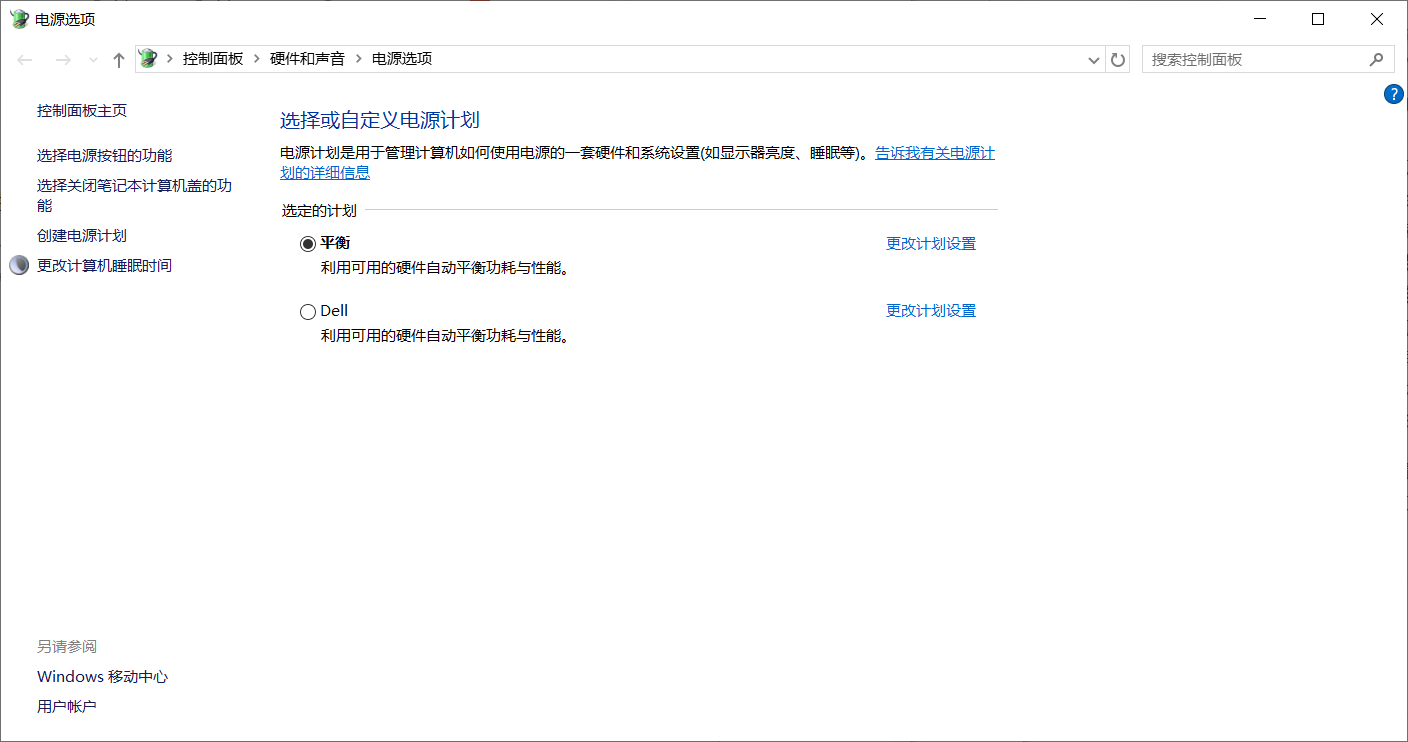 电源选项
控制面板 > 硬件和声音 > 电源选项
搜索控制面板
?
控制面板主页
选择电源按钮的功能
选择关闭笔记本计算机盖的功
能
创建电源计划
更改计算机睡眠时间
选择或自定义电源计划
电源计划是用于管理计算机如何使用电源的一套硬件和系统设置(如显示器亮度、睡眠等)。告诉我有关电源计
划的详细信息
选定的计划
平衡 更改计划设置
利用可用的硬件自动平衡功耗与性能。
Dell 更改计划设置
利用可用的硬件自动平衡功耗与性能。
另请参阅
Windows 移动中心
用户帐户